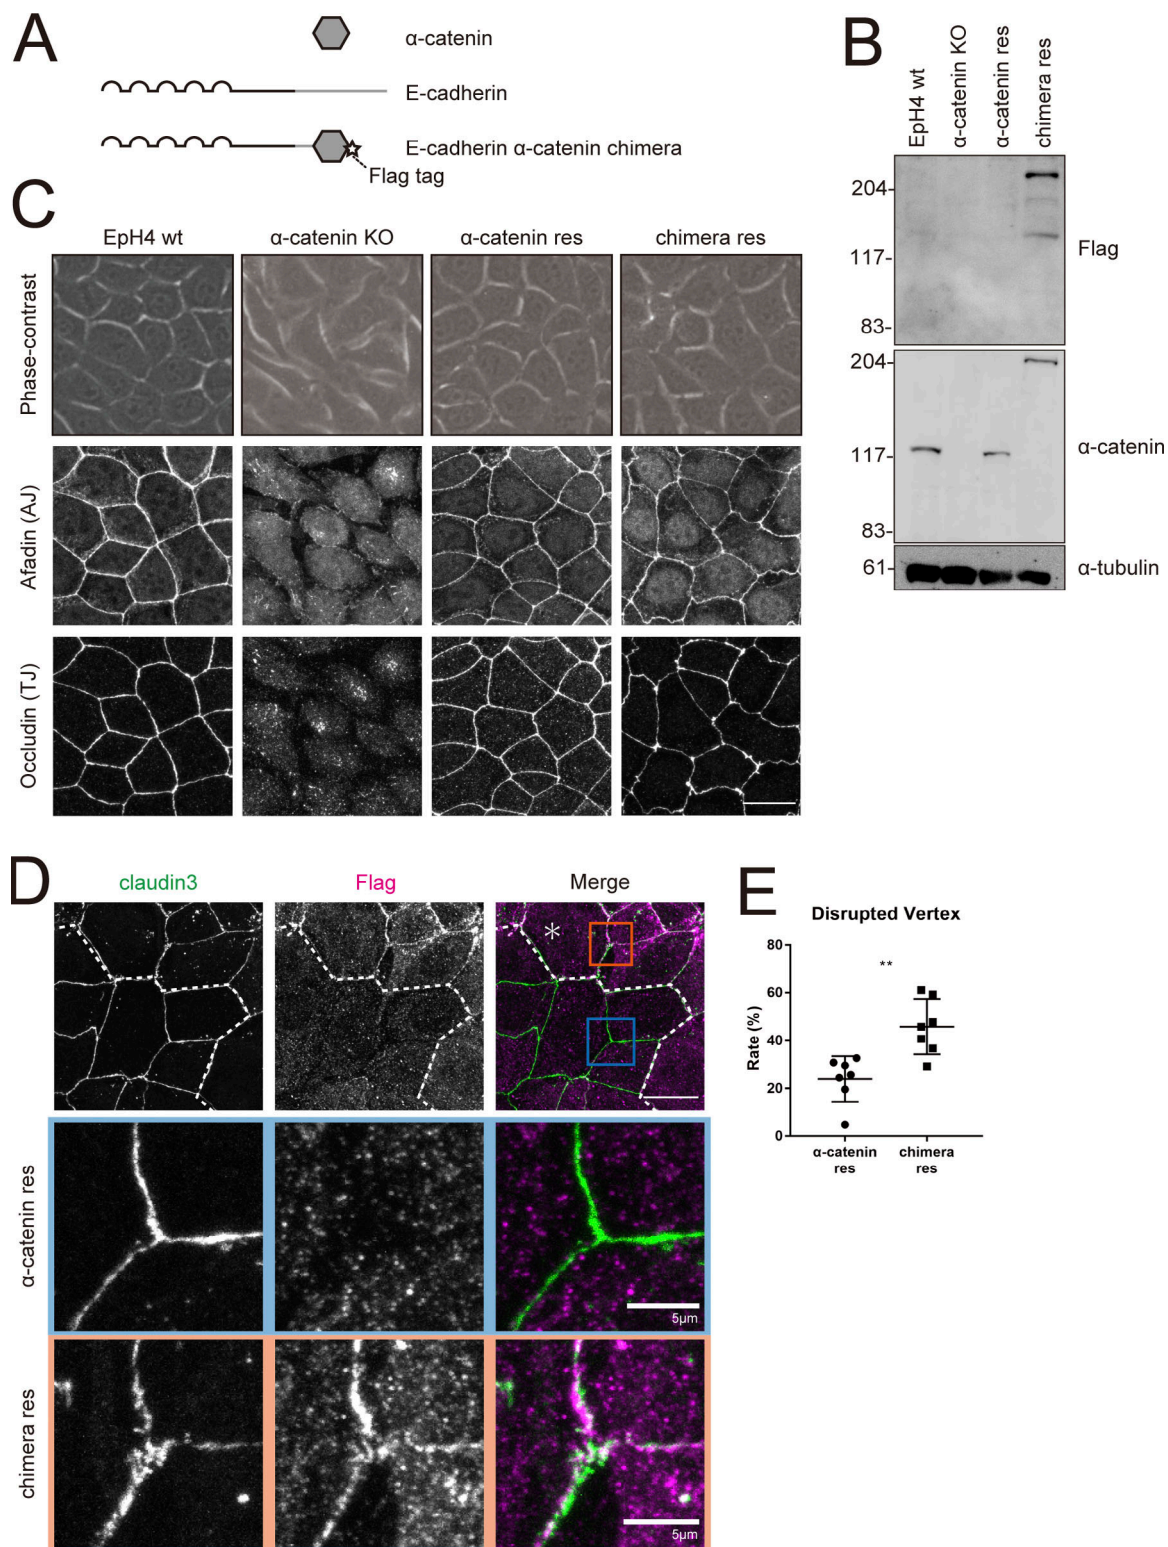 A
α-catenin
E-cadherin
E-cadherin α-catenin chimera
Flag tag
B
EpH4 wt
α-catenin KO
α-catenin res
chimera res
204-
117-
83-
Flag
204-
117-
83-
α-catenin
61-
α-tubulin
C
EpH4 wt
α-catenin KO
α-catenin res
chimera res
Phase-contrast
Afadin (AJ)
Occludin (TJ)
D
claudin3
Flag
Merge
*
α-catenin res
5µm
chimera res
5µm
E
Disrupted Vertex
**
Rate (%)
80
60
40
20
0
α-catenin
res
chimera
res